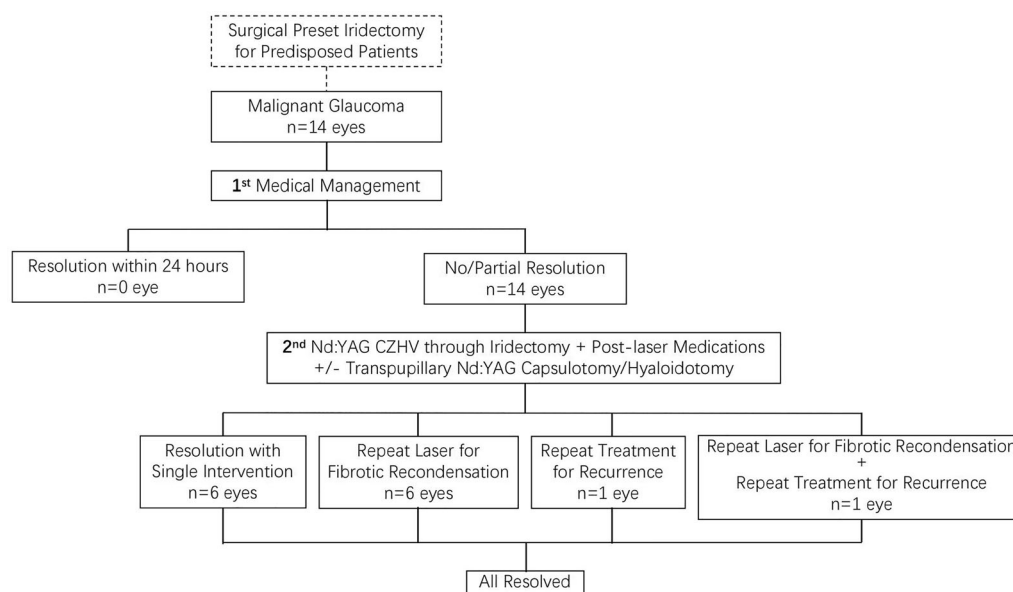 Surgical Preset Iridectomy
for Predisposed Patients
Malignant Glaucoma
n=14 eyes
1st Medical Management
Resolution within 24 hours
n=0 eye
No/Partial Resolution
n=14 eyes
2nd Nd:YAG CZHV through Iridectomy + Post-laser Medications
+/- Transpupillary Nd:YAG Capsulotomy/Hyaloidotomy
Resolution with
Single Intervention
n=6 eyes
Repeat Laser for
Fibrotic Recondensation
n=6 eyes
Repeat Treatment
for Recurrence
n=1 eye
Repeat Laser for Fibrotic Recondensation
+
Repeat Treatment for Recurrence
n=1 eye
All Resolved